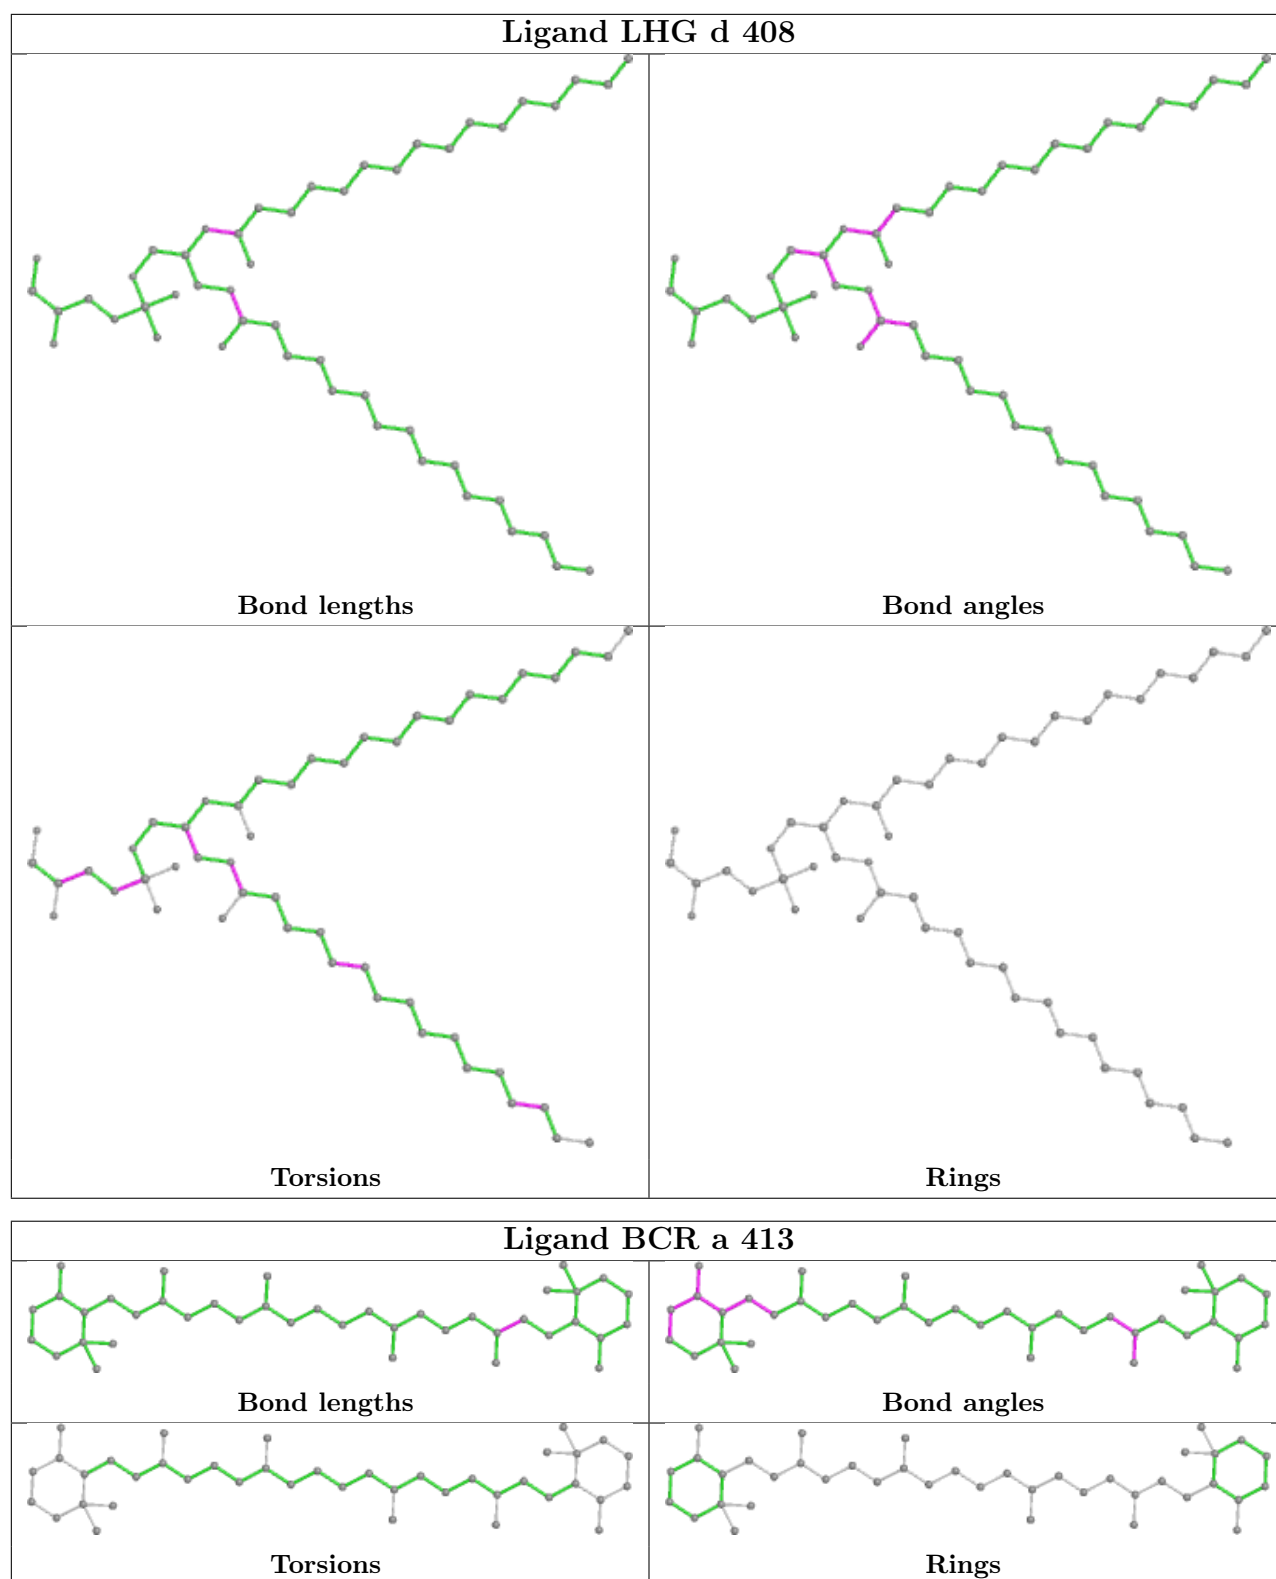 Ligand LHG d 408
Bond lengths
Bond angles
Torsions
Rings
Ligand BCR a 413
Bond lengths
Bond angles
Torsions
Rings